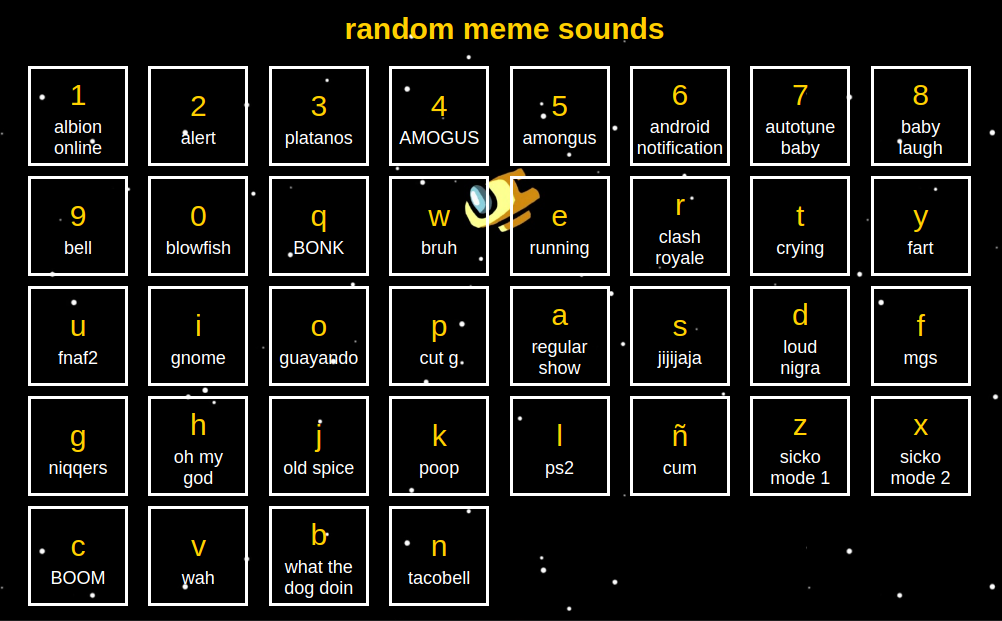 random meme sounds
1
albion
online
2
alert
3
platanos
4
AMOGUS
5
amongus
6
android
notification
7
autotune
baby
8
baby
laugh
9
bell
0
blowfish
q
BONK
w
bruh
e
running
r
clash
royale
t
crying
y
fart
u
fnaf2
i
gnome
o
guayando
p
cut g.
a
regular
show
s
jijijaja
d
loud
nigra
f
mgs
g
niqqers
h
oh my
god
j
old spice
k
poop
l
ps2
ñ
cum
z
sicko
mode 1
x
sicko
mode 2
c
BOOM
v
wah
b
what the
dog doin
n
tacobell